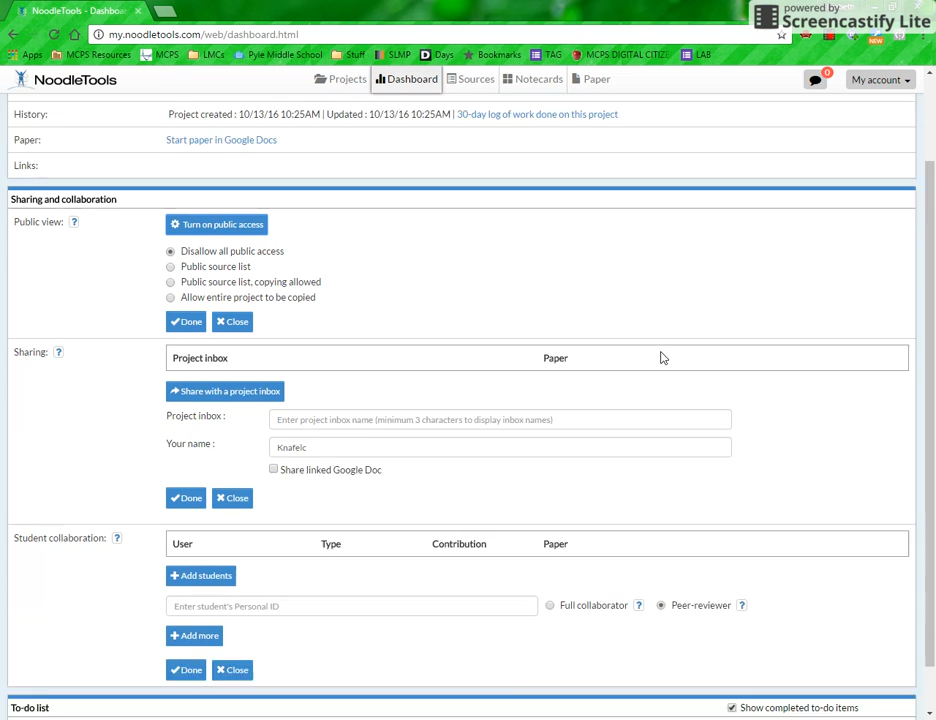 NoodleTools - Dashboar
powered by
Screencastify Lite
my.noodletools.com/web/dashboard.html
Apps MCPS Resources MCPS LMCs Pyle Middle School Stuff SLMP Days Bookmarks TAG MCPS DIGITAL CITIZE LAB
NEW
NoodleTools Projects Dashboard Sources Notecards Paper 0 My account
History: Project created : 10/13/16 10:25AM | Updated : 10/13/16 10:25AM | 30-day log of work done on this project
Paper: Start paper in Google Docs
Links:
Sharing and collaboration
Public view: ? Turn on public access
Disallow all public access
Public source list
Public source list, copying allowed
Allow entire project to be copied
Done Close
Sharing: ? Project inbox Paper
Share with a project inbox
Project inbox : Enter project inbox name (minimum 3 characters to display inbox names)
Your name : Knafelc
Share linked Google Doc
Done Close
Student collaboration: ? User Type Contribution Paper
Add students
Enter student's Personal ID Full collaborator ? Peer-reviewer ?
Add more
Done Close
To-do list Show completed to-do items